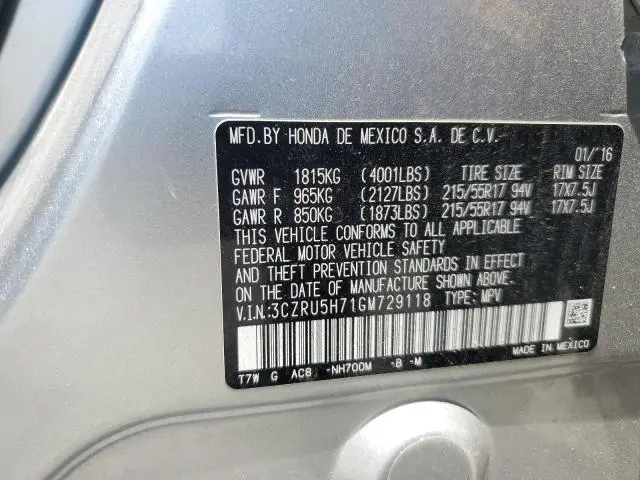 MFD.BY HONDA DE MEXICO S.A. DE C.V.
01/'16
GVWR 1815KG (4001LBS) TIRE SIZE RIM SIZE
GAWR F 965KG (2127LBS) 215/55R17 94V 17X7.5J
GAWR R 850KG (1873LBS) 215/55R17 94V 17X7.5J
THIS VEHICLE CONFORMS TO ALL APPLICABLE
FEDERAL MOTOR VEHICLE SAFETY
AND THEFT PREVENTION STANDARDS IN EFFECT
ON THE DATE OF MANUFACTURE SHOWN ABOVE.
V.I.N:3CZRU5H71GM729118 TYPE: MPV
MADE IN MEXICO
T7W G AC8 -NH700M -B -M